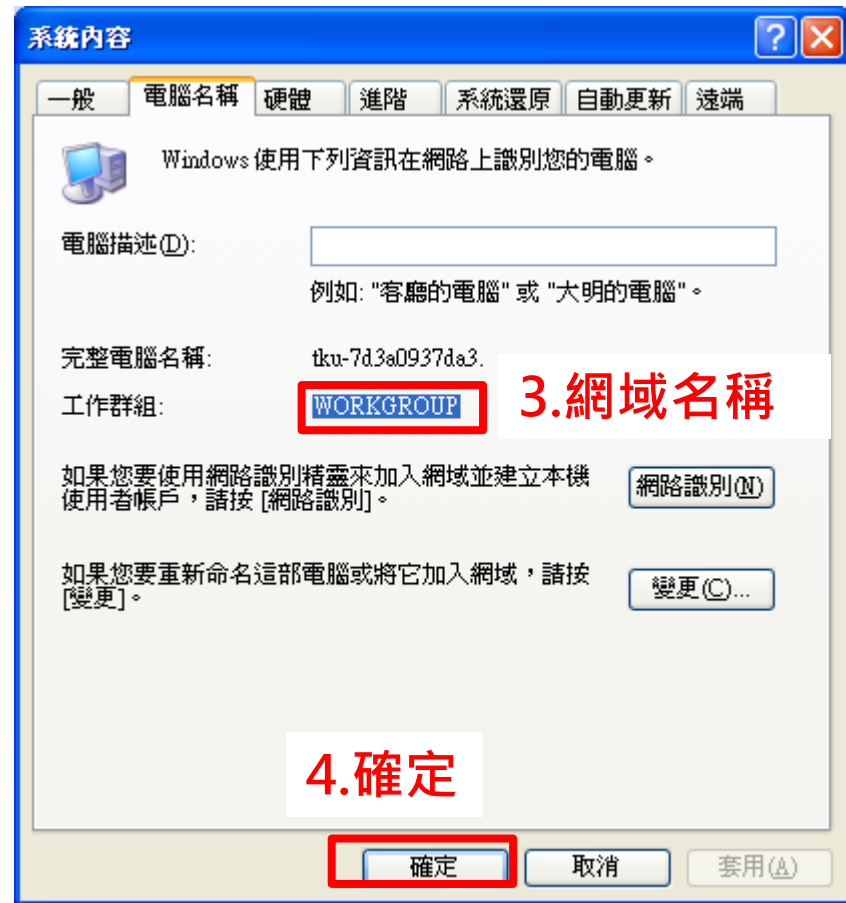 系統內容
一般 電腦名稱 硬體 進階 系統還原 自動更新 遠端
Windows 使用下列資訊在網路上識別您的電腦。
電腦描述(D):
例如: "客廳的電腦" 或 "大明的電腦"。
完整電腦名稱: tku-7d3a0937da3.
工作群組: WORKGROUP
3.網域名稱
如果您要使用網路識別精靈來加入網域並建立本機
使用者帳戶，請按 [網路識別]。
網路識別(N)
如果您要重新命名這部電腦或將它加入網域，請按
[變更]。
變更(C)...
4.確定
確定 取消 套用(A)